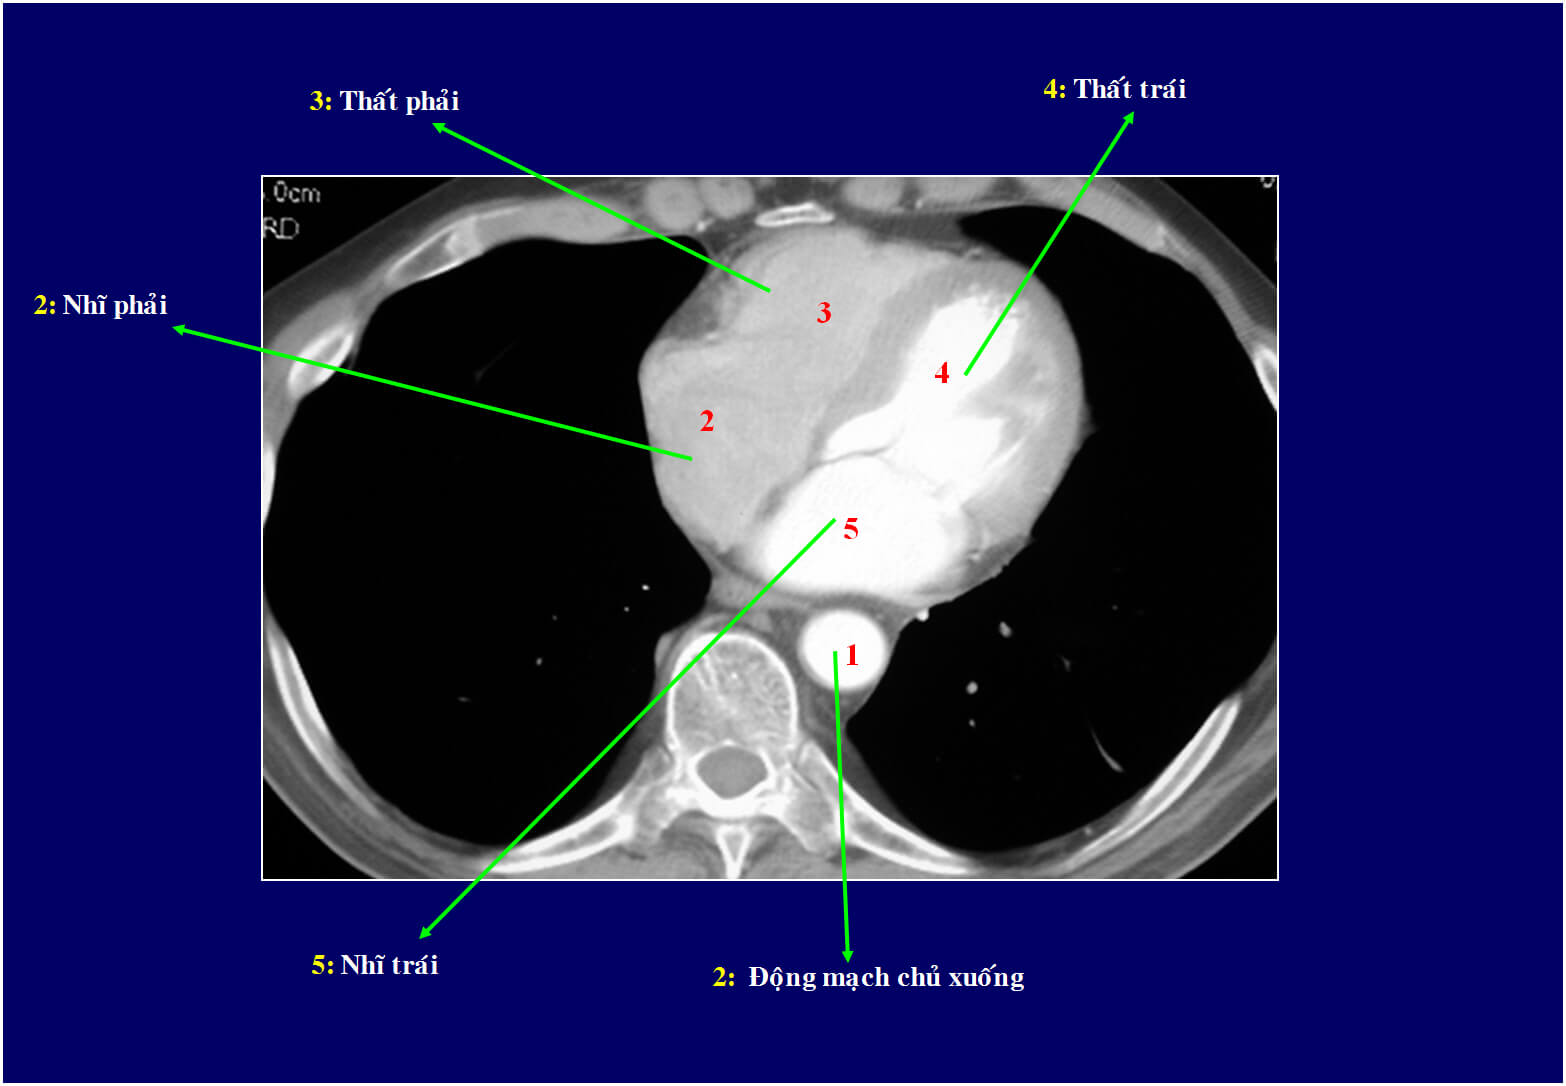 4: Thất trái
3: Thất phải
.0cm
RD
2: Nhĩ phải
3
4
2
5
1
5: Nhĩ trái
2: Động mạch chủ xuống